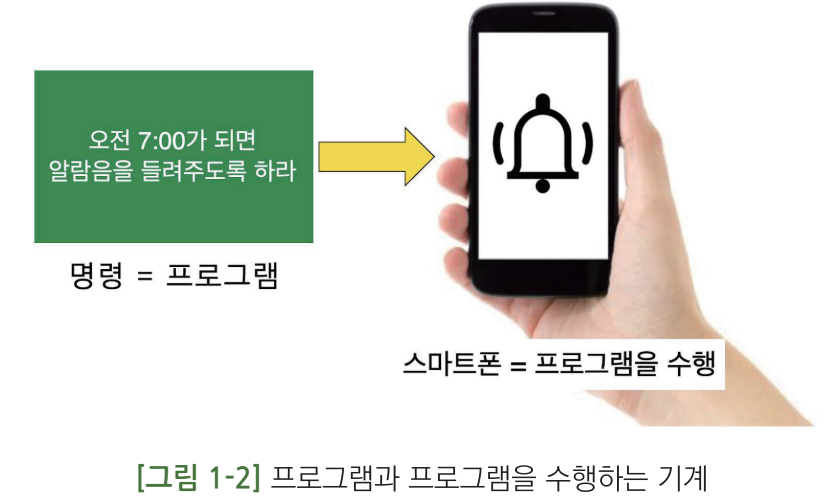 오전 7:00가 되면
알람음을 들려주도록 하라
명령 = 프로그램
스마트폰 = 프로그램을 수행
[그림 1-2] 프로그램과 프로그램을 수행하는 기계